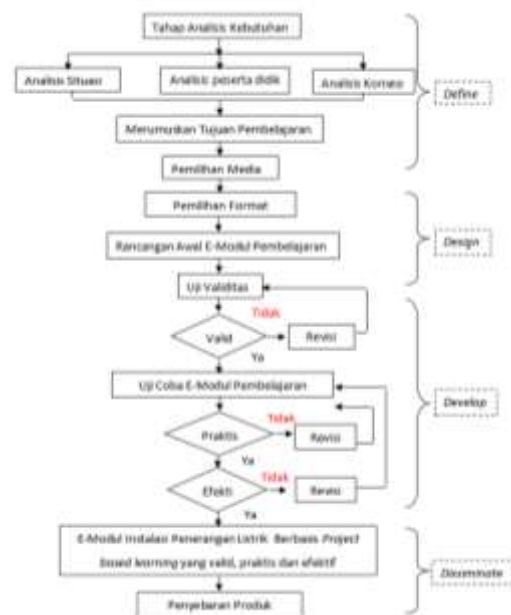 Tahap Analisis Kebutuhan
Analisis Situasi
Analisis peserta didik
Analisis Konsep
Define
Merumuskan Tujuan Pembelajaran
Pemilihan Media
Pemilihan Format
Rancangan Awal E-Modul Pembelajaran
Design
Uji Validitas
Tidak
Valid
Revisi
Ya
Uji Coba E-Modul Pembelajaran
Develop
Tidak
Praktis
Revisi
Ya
Tidak
Efekti
Revisi
Ya
E-Modul Instalasi Penerangan Listrik Berbasis Project
based learning yang valid, praktis dan efektif
Disseminate
Penyebaran Produk